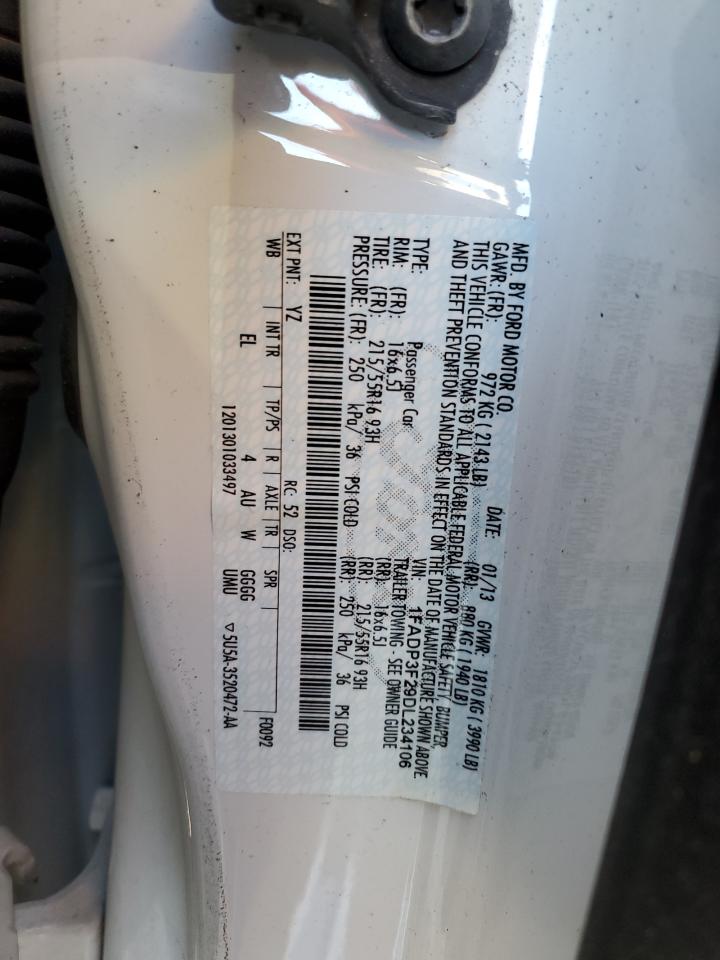 MFD. BY FORD MOTOR CO.
DATE: 01/13 GVWR: 1810 KG ( 3990 LB)
GAWR: (FR): 972 KG ( 2143 LB) (RR): 880 KG ( 1940 LB)
THIS VEHICLE CONFORMS TO ALL APPLICABLE FEDERAL MOTOR VEHICLE SAFETY, BUMPER,
AND THEFT PREVENTION STANDARDS IN EFFECT ON THE DATE OF MANUFACTURE SHOWN ABOVE.
VIN: 1FADP3F29DL234106
TYPE: Passenger Car TRAILER TOWING - SEE OWNER GUIDE
RIM: (FR): 16x6.5J (RR): 16x6.5J
TIRE: (FR): 215/55R16 93H (RR): 215/55R16 93H
PRESSURE: (FR): 250 kPa/ 36 PSI COLD (RR): 250 kPa/ 36 PSI COLD
EXT PNT: YZ RC: 52 DSO: F0092
WB INT TR TP/PS R AXLE TR SPR
EL 4 AU W GGGG
1201301033497 UMU ▽ 5U5A-3520472-AA